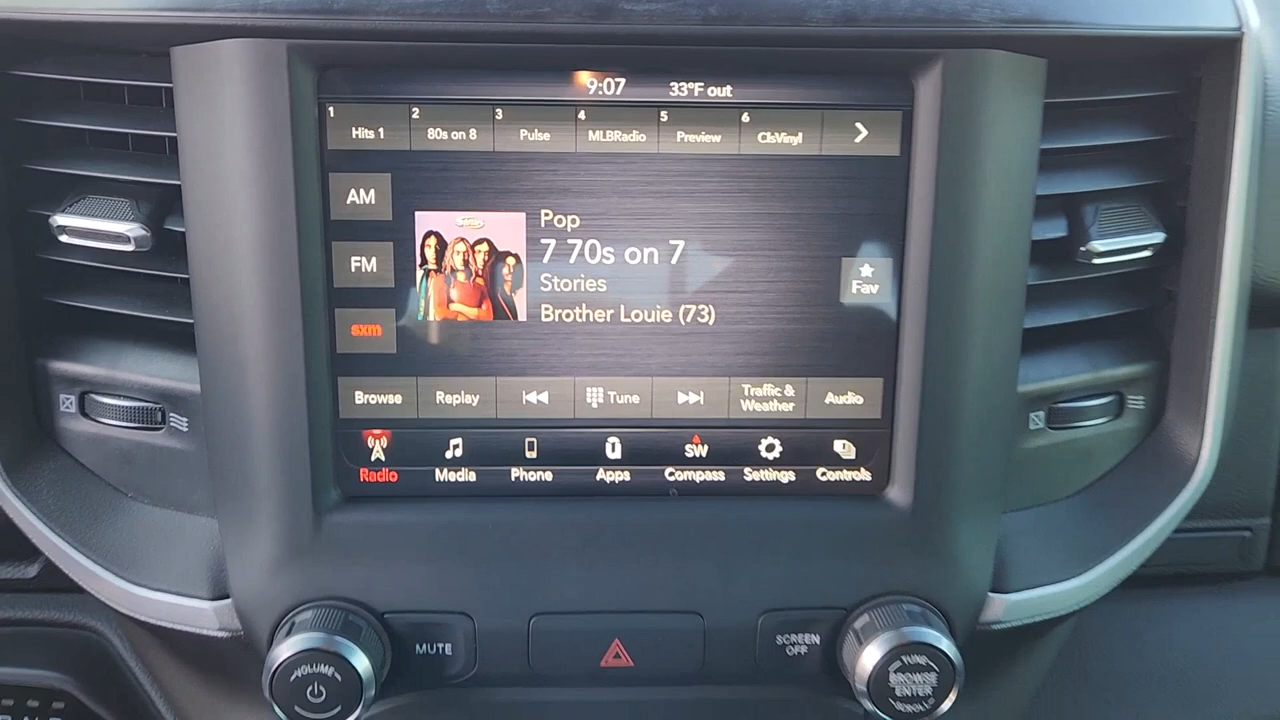 9:07 33°F out
1 Hits 1
2 80s on 8
3 Pulse
4 MLBRadio
5 Preview
6 ClsVinyl
AM
FM
sxm
Pop
7 70s on 7
Stories
Brother Louie (73)
Fav
Browse
Replay
Tune
Traffic &
Weather
Audio
SW
Radio
Media
Phone
Apps
Compass
Settings
Controls
VOLUME
MUTE
SCREEN
OFF
TUNE
BROWSE
ENTER
SCROLL